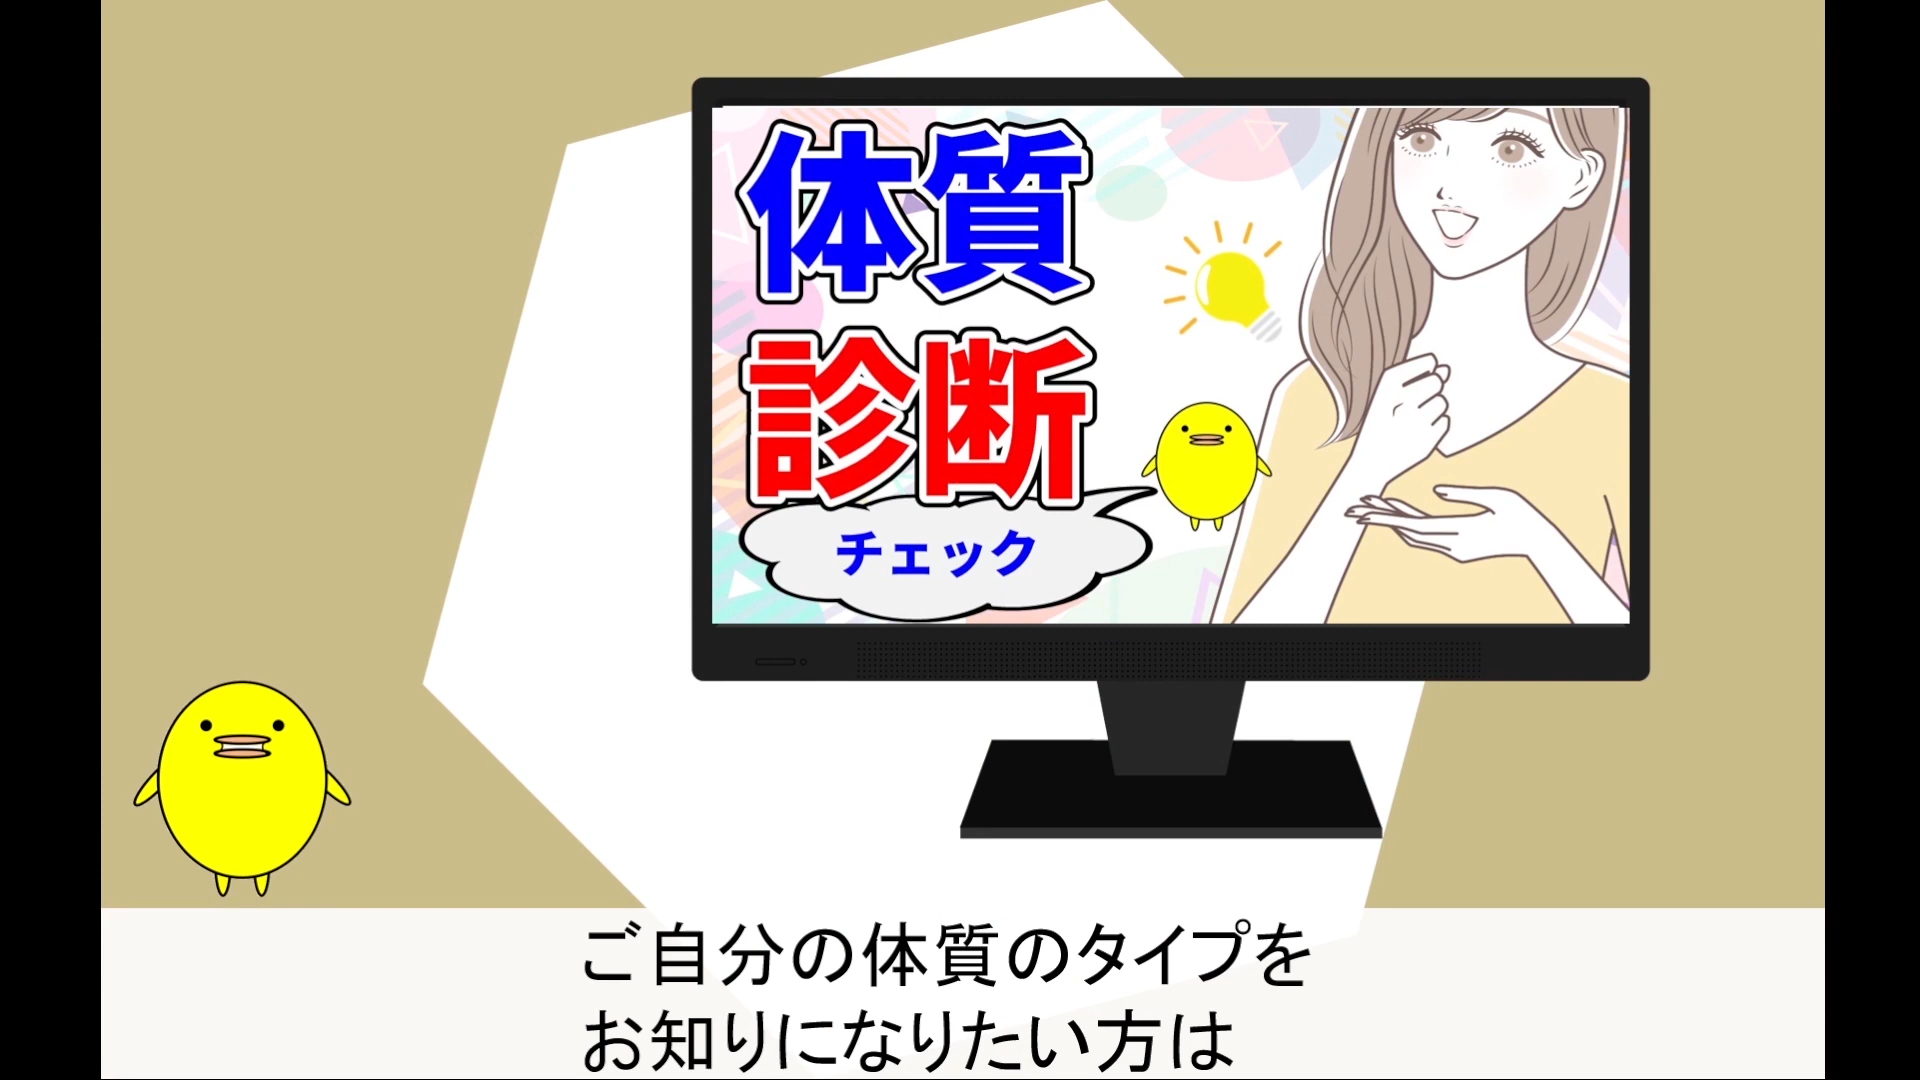 体質
診断
チェック
ご自分の体質のタイプを
お知りになりたい方は